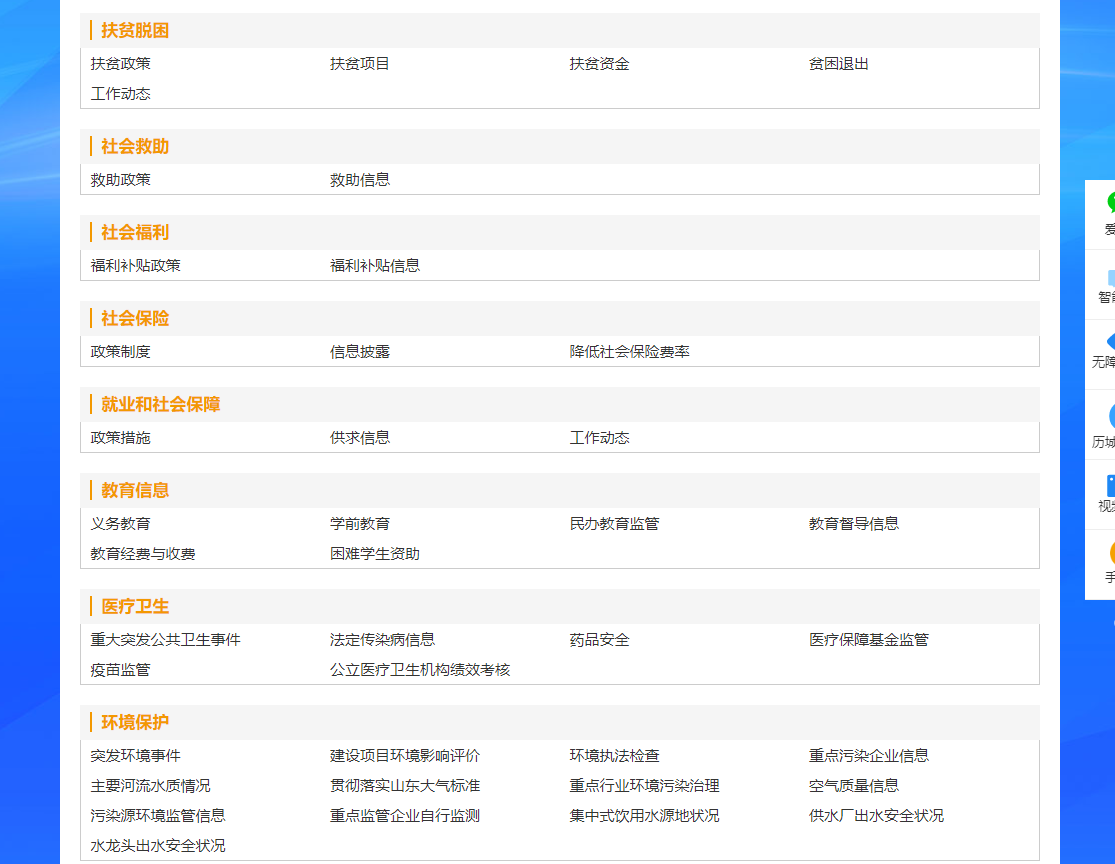 扶贫脱困
扶贫政策 扶贫项目 扶贫资金 贫困退出
工作动态
社会救助
救助政策 救助信息
社会福利
福利补贴政策 福利补贴信息
社会保险
政策制度 信息披露 降低社会保险费率
就业和社会保障
政策措施 供求信息 工作动态
教育信息
义务教育 学前教育 民办教育监管 教育督导信息
教育经费与收费 困难学生资助
医疗卫生
重大突发公共卫生事件 法定传染病信息 药品安全 医疗保障基金监管
疫苗监管 公立医疗卫生机构绩效考核
环境保护
突发环境事件 建设项目环境影响评价 环境执法检查 重点污染企业信息
主要河流水质情况 贯彻落实山东大气标准 重点行业环境污染治理 空气质量信息
污染源环境监管信息 重点监管企业自行监测 集中式饮用水源地状况 供水厂出水安全状况
水龙头出水安全状况
智
无障
历城
视
手